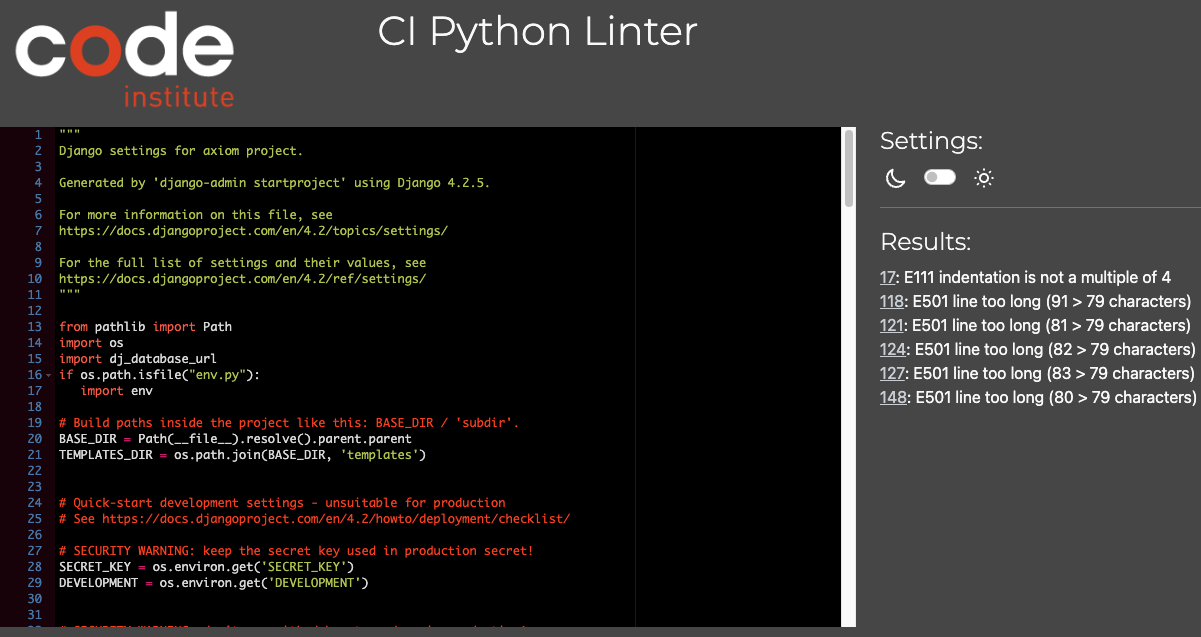 code
institute
CI Python Linter
1 """
2 Django settings for axiom project.
3
4 Generated by 'django-admin startproject' using Django 4.2.5.
5
6 For more information on this file, see
7 https://docs.djangoproject.com/en/4.2/topics/settings/
8
9 For the full list of settings and their values, see
10 https://docs.djangoproject.com/en/4.2/ref/settings/
11 """
12
13 from pathlib import Path
14 import os
15 import dj_database_url
16 if os.path.isfile("env.py"):
17    import env
18
19 # Build paths inside the project like this: BASE_DIR / 'subdir'.
20 BASE_DIR = Path(__file__).resolve().parent.parent
21 TEMPLATES_DIR = os.path.join(BASE_DIR, 'templates')
22
23
24 # Quick-start development settings - unsuitable for production
25 # See https://docs.djangoproject.com/en/4.2/howto/deployment/checklist/
26
27 # SECURITY WARNING: keep the secret key used in production secret!
28 SECRET_KEY = os.environ.get('SECRET_KEY')
29 DEVELOPMENT = os.environ.get('DEVELOPMENT')
30
31
Settings:
Results:
17: E111 indentation is not a multiple of 4
118: E501 line too long (91 > 79 characters)
121: E501 line too long (81 > 79 characters)
124: E501 line too long (82 > 79 characters)
127: E501 line too long (83 > 79 characters)
148: E501 line too long (80 > 79 characters)